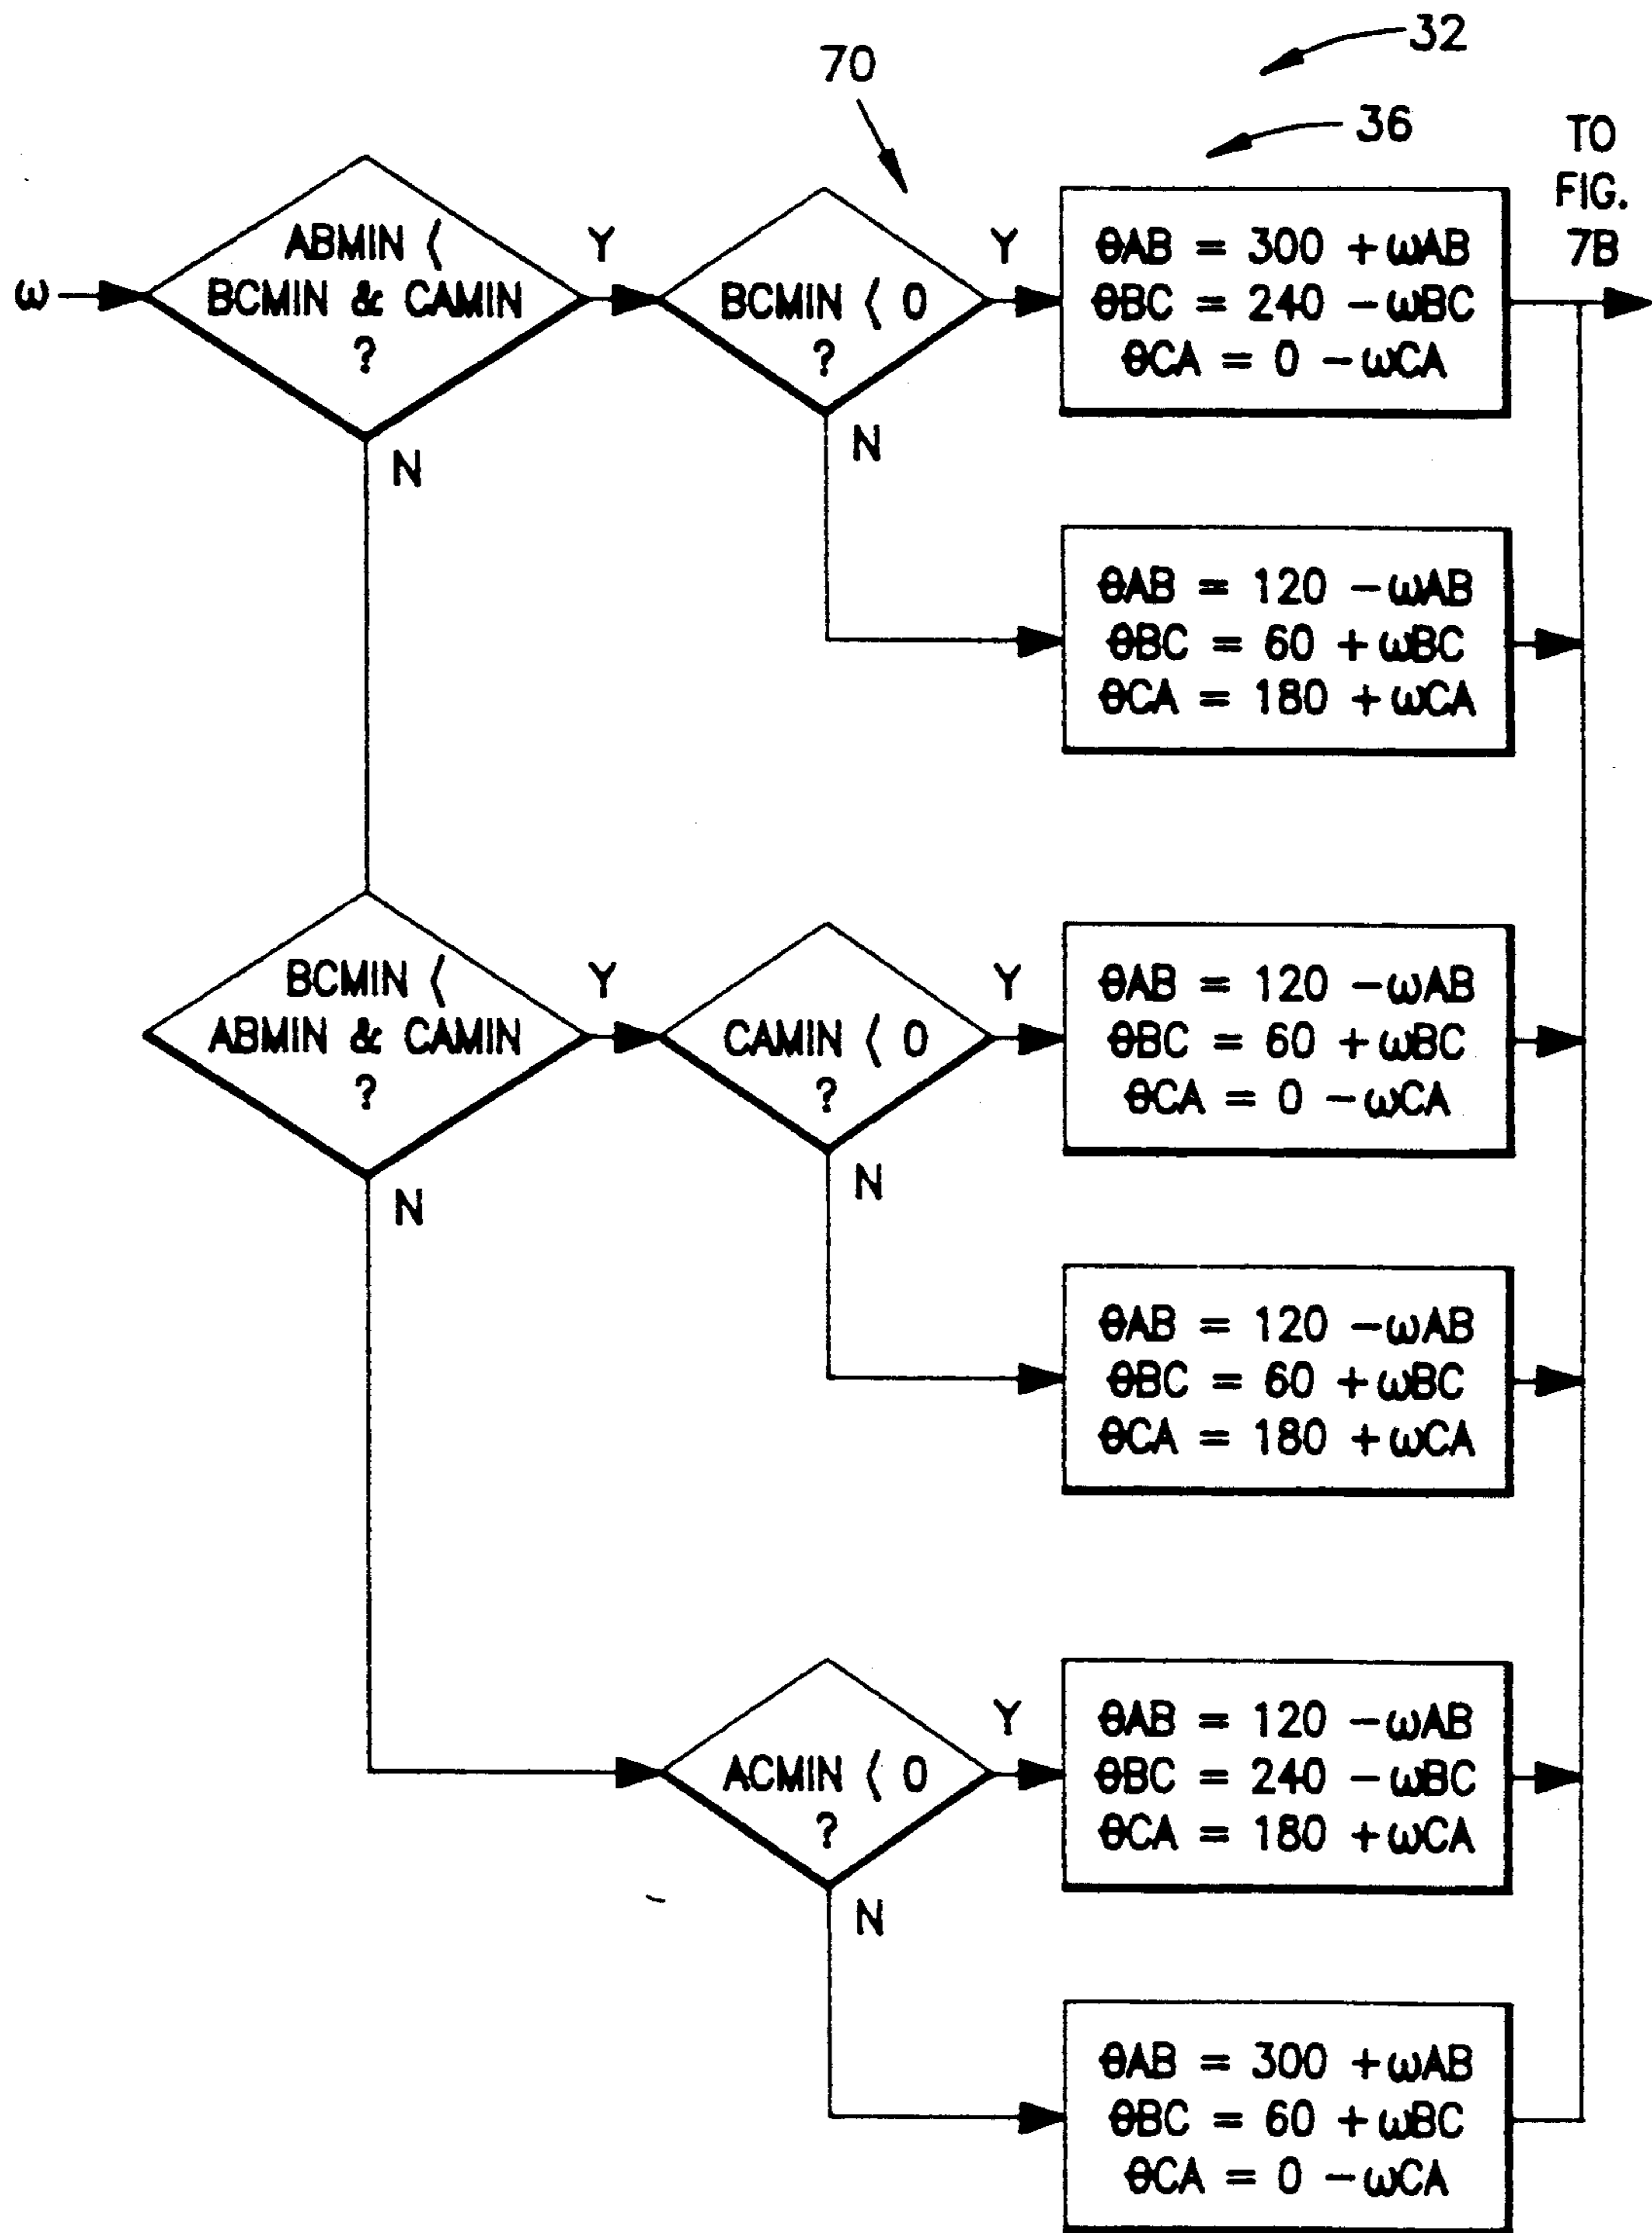 32
70
36
TO
FIG.
7B
ω
ABMIN <
BCMIN & CAMIN
?
Y
N
BCMIN < 0
?
Y
N
θAB = 300 + ωAB
θBC = 240 - ωBC
θCA = 0 - ωCA
θAB = 120 - ωAB
θBC = 60 + ωBC
θCA = 180 + ωCA
BCMIN <
ABMIN & CAMIN
?
Y
N
CAMIN < 0
?
Y
N
θAB = 120 - ωAB
θBC = 60 + ωBC
θCA = 0 - ωCA
θAB = 120 - ωAB
θBC = 60 + ωBC
θCA = 180 + ωCA
ACMIN < 0
?
Y
N
θAB = 120 - ωAB
θBC = 240 - ωBC
θCA = 180 + ωCA
θAB = 300 + ωAB
θBC = 60 + ωBC
θCA = 0 - ωCA